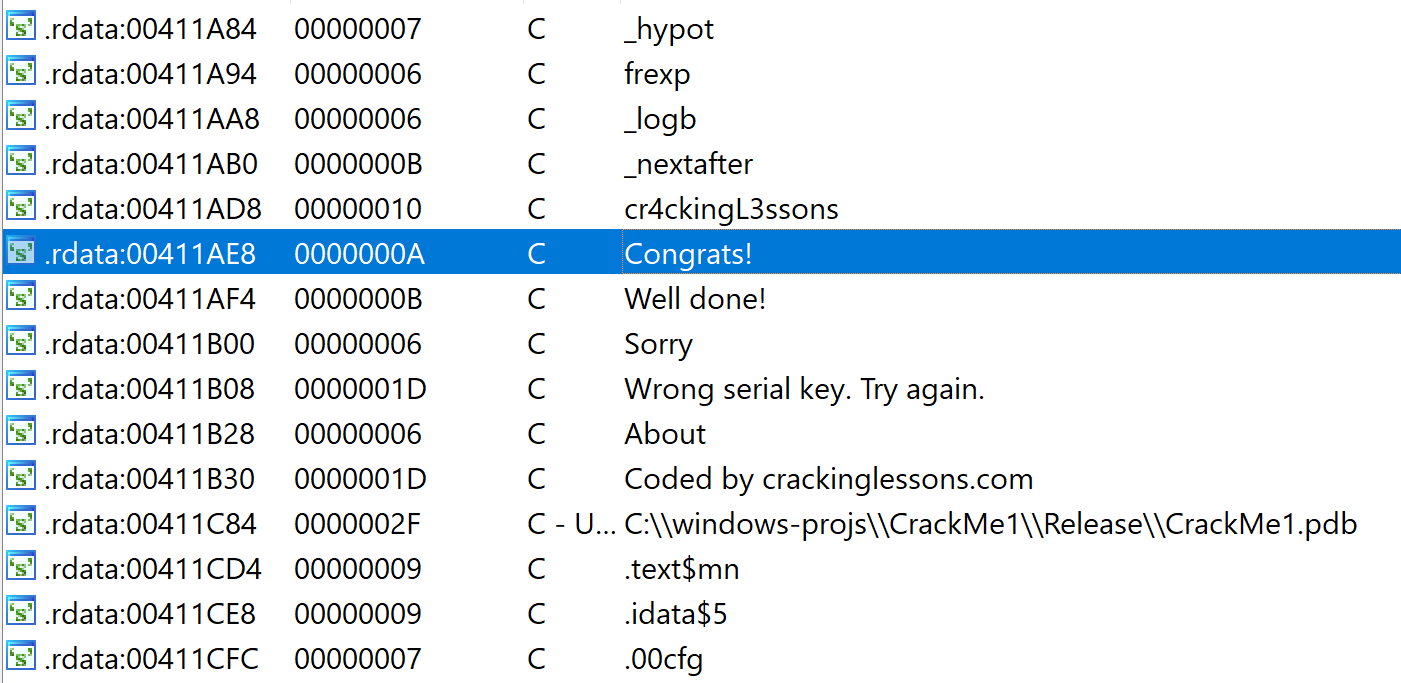 .rdata:00411A84 00000007 C _hypot
.rdata:00411A94 00000006 C frexp
.rdata:00411AA8 00000006 C _logb
.rdata:00411AB0 0000000B C _nextafter
.rdata:00411AD8 00000010 C cr4ckingL3ssons
.rdata:00411AE8 0000000A C Congrats!
.rdata:00411AF4 0000000B C Well done!
.rdata:00411B00 00000006 C Sorry
.rdata:00411B08 0000001D C Wrong serial key. Try again.
.rdata:00411B28 00000006 C About
.rdata:00411B30 0000001D C Coded by crackinglessons.com
.rdata:00411C84 0000002F C - U... C:\\windows-projs\\CrackMe1\\Release\\CrackMe1.pdb
.rdata:00411CD4 00000009 C .text$mn
.rdata:00411CE8 00000009 C .idata$5
.rdata:00411CFC 00000007 C .00cfg